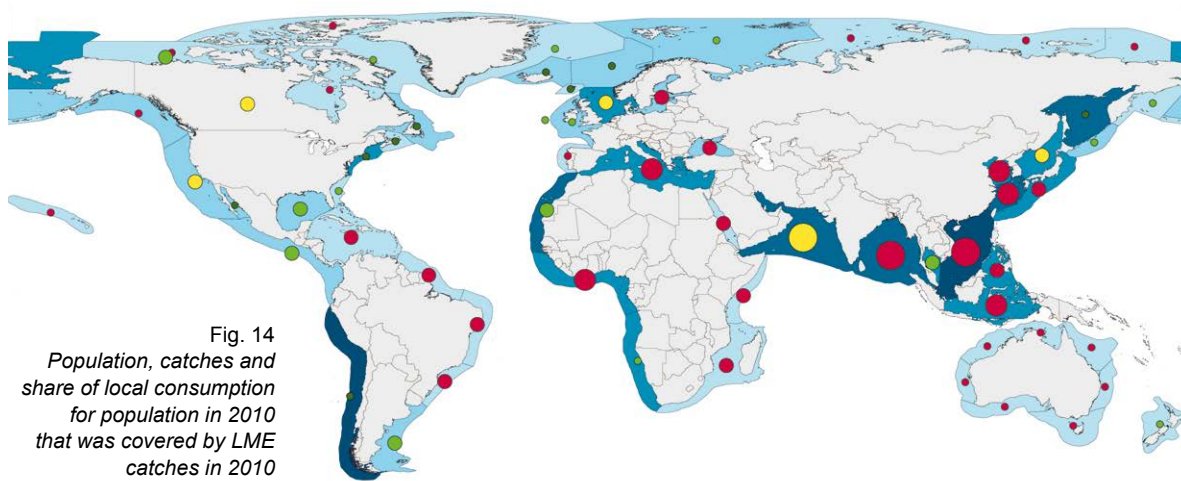 Fig. 14
Population, catches and
share of local consumption
for population in 2010
that was covered by LME
catches in 2010